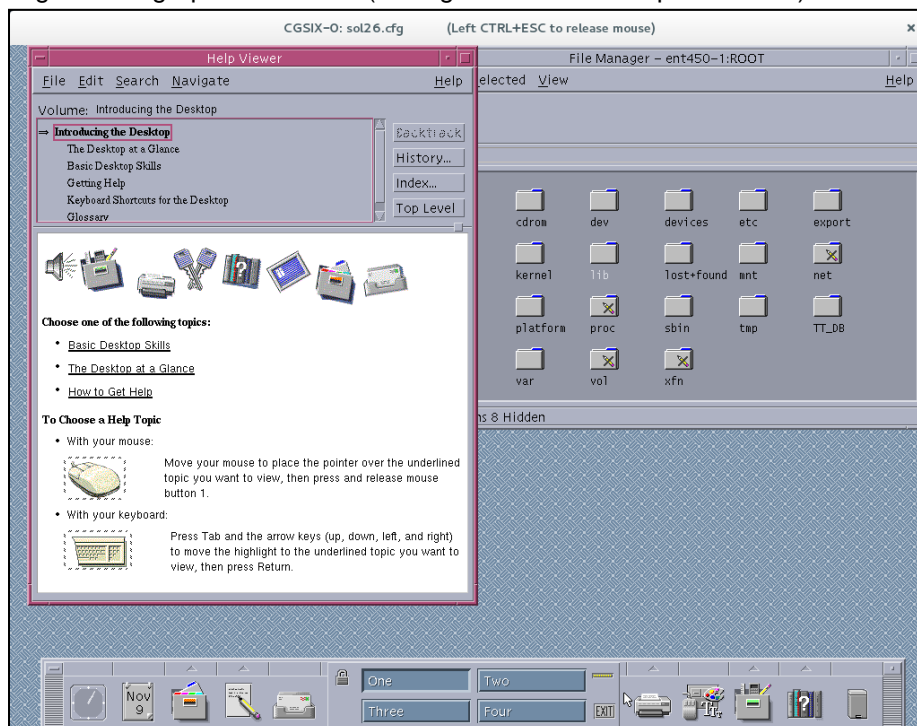 CGSIX-0: sol26.cfg (Left CTRL+ESC to release mouse)
Help Viewer
File Edit Search Navigate Help
Volume: Introducing the Desktop
⇒ Introducing the Desktop
The Desktop at a Glance
Basic Desktop Skills
Getting Help
Keyboard Shortcuts for the Desktop
Glossary
Backtrack
History...
Index...
Top Level
Choose one of the following topics:
• Basic Desktop Skills
• The Desktop at a Glance
• How to Get Help
To Choose a Help Topic
• With your mouse:
Move your mouse to place the pointer over the underlined
topic you want to view, then press and release mouse
button 1.
• With your keyboard:
Press Tab and the arrow keys (up, down, left, and right)
to move the highlight to the underlined topic you want to
view, then press Return.
File Manager – ent450-1:ROOT
elected View Help
cdrom dev devices etc export
kernel lib lost+found mnt net
platform proc sbin tmp TT_DB
var vol xfn
ns 8 Hidden
One Two
Three Four
EXIT
Nov
9